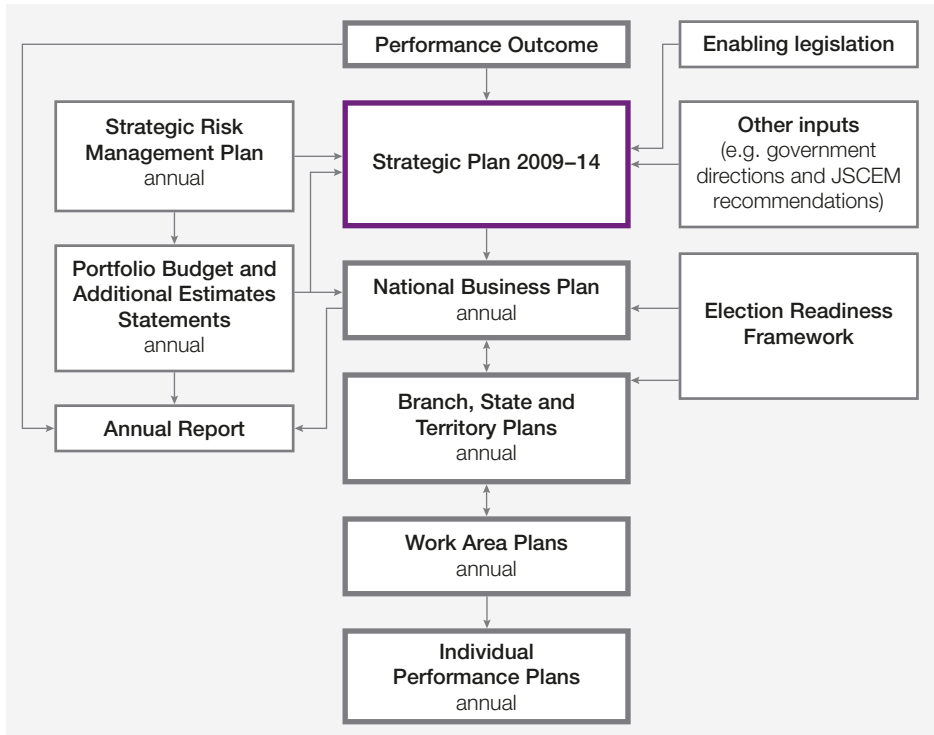 Performance Outcome
Enabling legislation
Strategic Risk
Management Plan
annual
Strategic Plan 2009–14
Other inputs
(e.g. government
directions and JSCEM
recommendations)
Portfolio Budget and
Additional Estimates
Statements
annual
National Business Plan
annual
Election Readiness
Framework
Annual Report
Branch, State and
Territory Plans
annual
Work Area Plans
annual
Individual
Performance Plans
annual